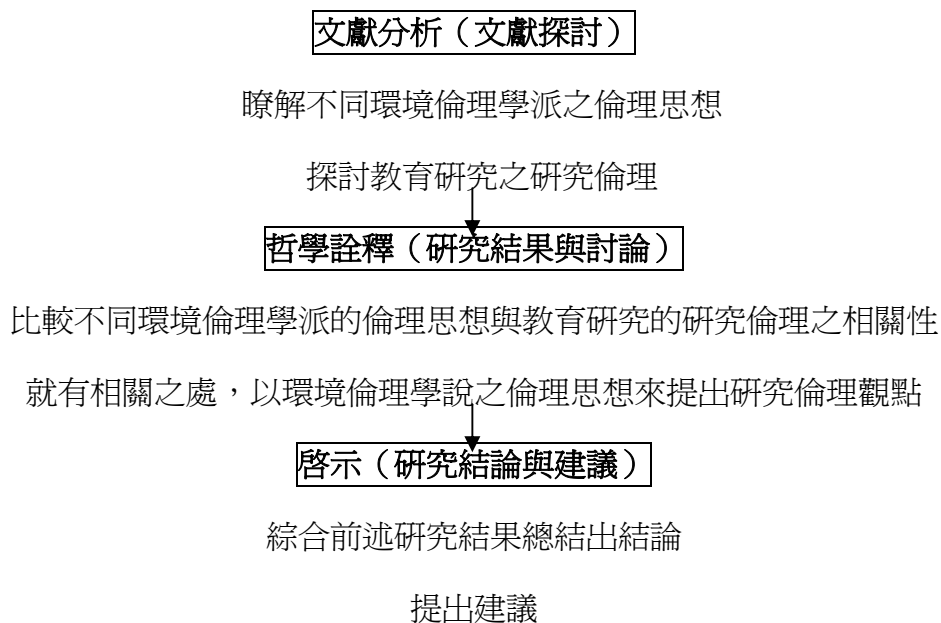 文獻分析（文獻探討）
瞭解不同環境倫理學派之倫理思想
探討教育研究之研究倫理
哲學詮釋（研究結果與討論）
比較不同環境倫理學派的倫理思想與教育研究的研究倫理之相關性
就有相關之處，以環境倫理學說之倫理思想來提出研究倫理觀點
啓示（研究結論與建議）
綜合前述研究結果總結出結論
提出建議